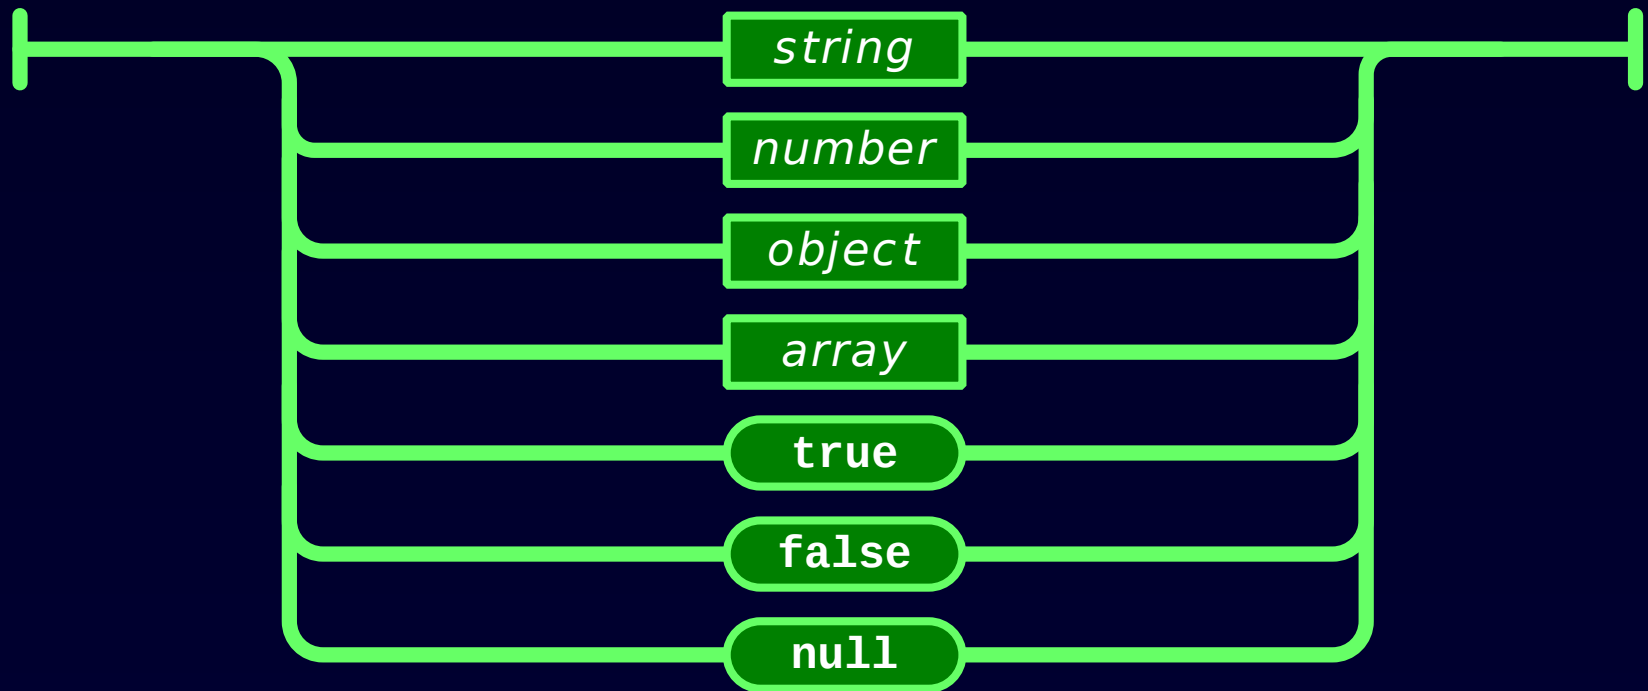 string
number
object
array
true
false
null